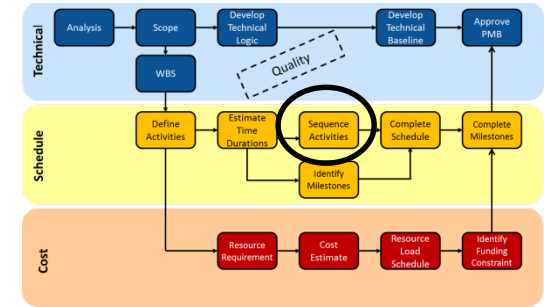 Technical
Analysis
Scope
Develop
Technical
Logic
Develop
Technical
Baseline
Approve
PMB
WBS
Quality
Schedule
Define
Activities
Estimate
Time
Durations
Sequence
Activities
Complete
Schedule
Complete
Milestones
Identify
Milestones
Cost
Resource
Requirement
Cost
Estimate
Resource
Load
Schedule
Identify
Funding
Constraint